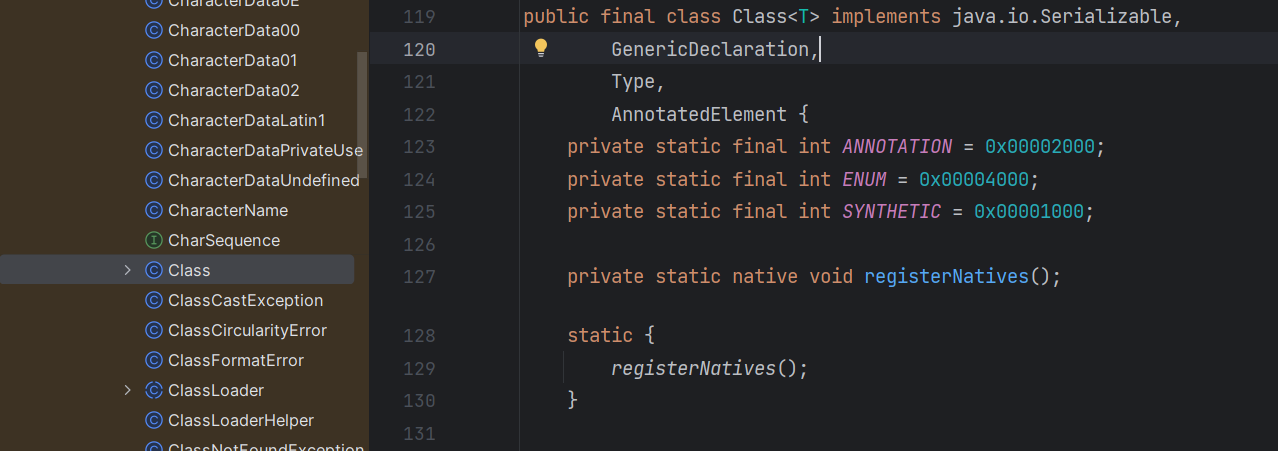 CharacterData0E
CharacterData00
CharacterData01
CharacterData02
CharacterDataLatin1
CharacterDataPrivateUse
CharacterDataUndefined
CharacterName
CharSequence
Class
ClassCastException
ClassCircularityError
ClassFormatError
ClassLoader
ClassLoaderHelper
ClassNotFoundException
119 public final class Class<T> implements java.io.Serializable,
120 GenericDeclaration,
121 Type,
122 AnnotatedElement {
123 private static final int ANNOTATION = 0x00002000;
124 private static final int ENUM = 0x00004000;
125 private static final int SYNTHETIC = 0x00001000;
126
127 private static native void registerNatives();
128 static {
129 registerNatives();
130 }
131